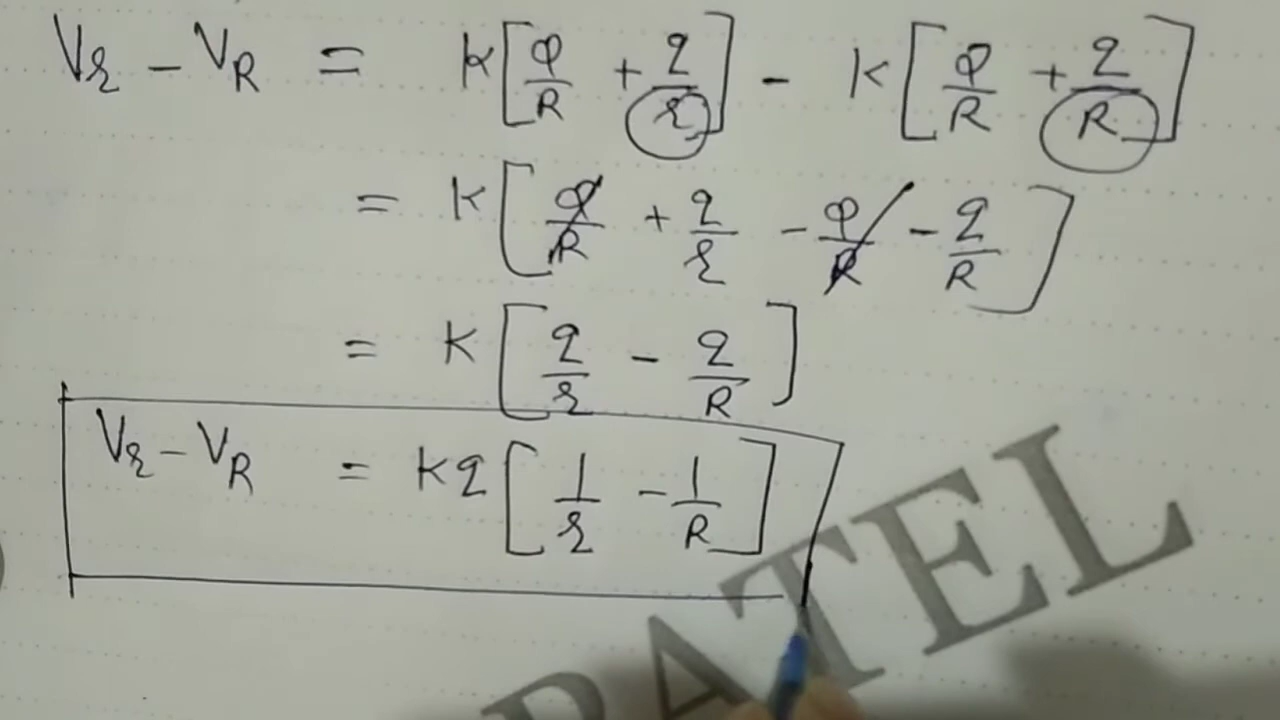 Vr - VR = K[Q/R + q/r] - K[Q/R + q/R]
= K[Q/R + q/r - Q/R - q/R]
= K[q/r - q/R]
Vr - VR = Kq[1/r - 1/R]
PATEL